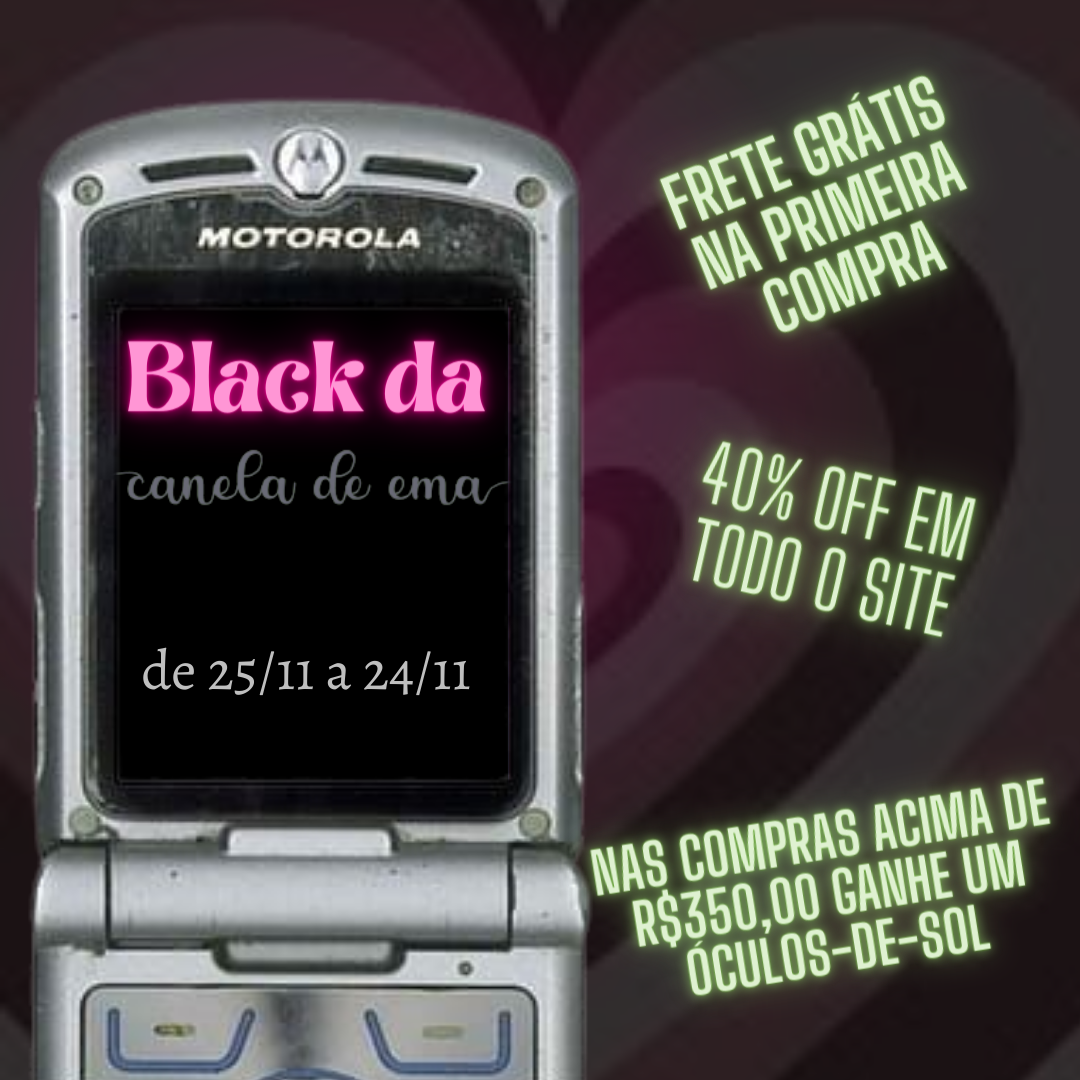 MOTOROLA
Black da
canela de ema
de 25/11 a 24/11
FRETE GRÁTIS
NA PRIMEIRA
COMPRA
40% OFF EM
TODO O SITE
NAS COMPRAS ACIMA DE
R$350,00 GANHE UM
ÓCULOS-DE-SOL